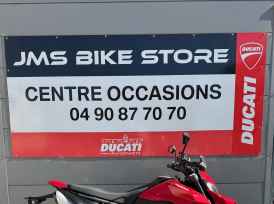 JMS BIKE STORE
DUCATI
CENTRE OCCASIONS
04 90 87 70 70
DUCATI
DUCATI